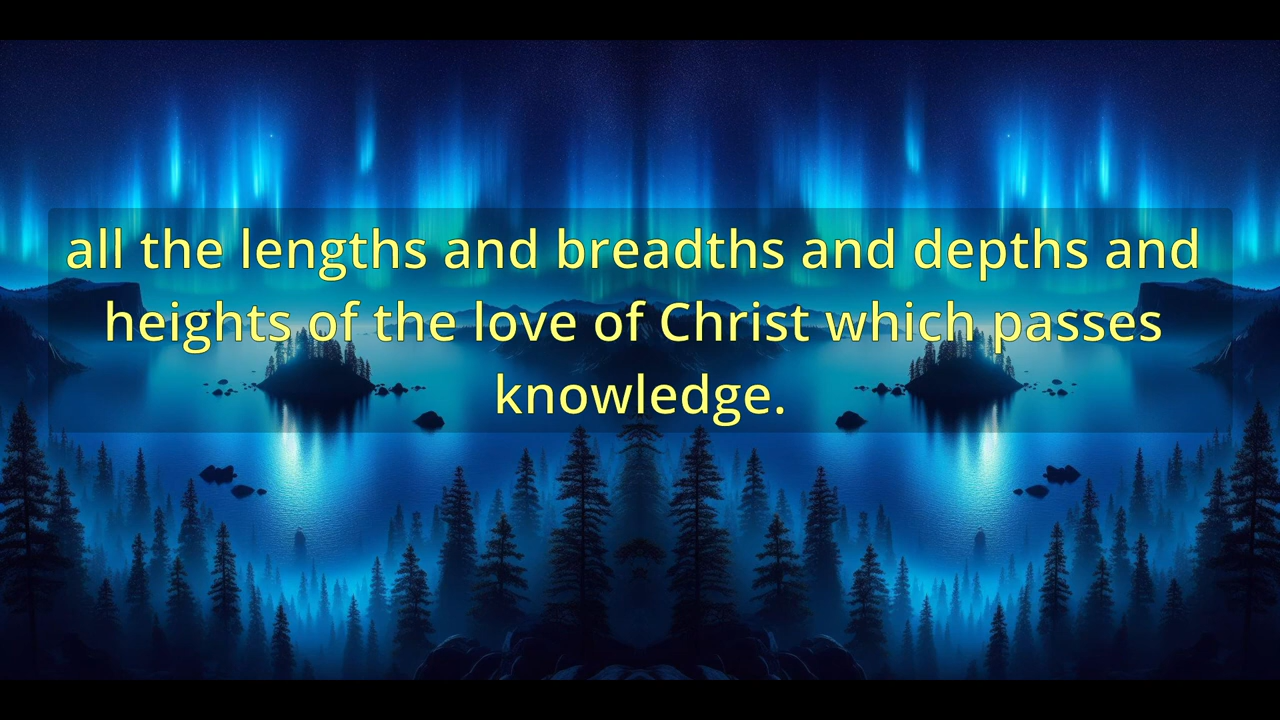 all the lengths and breadths and depths and
heights of the love of Christ which passes
knowledge.